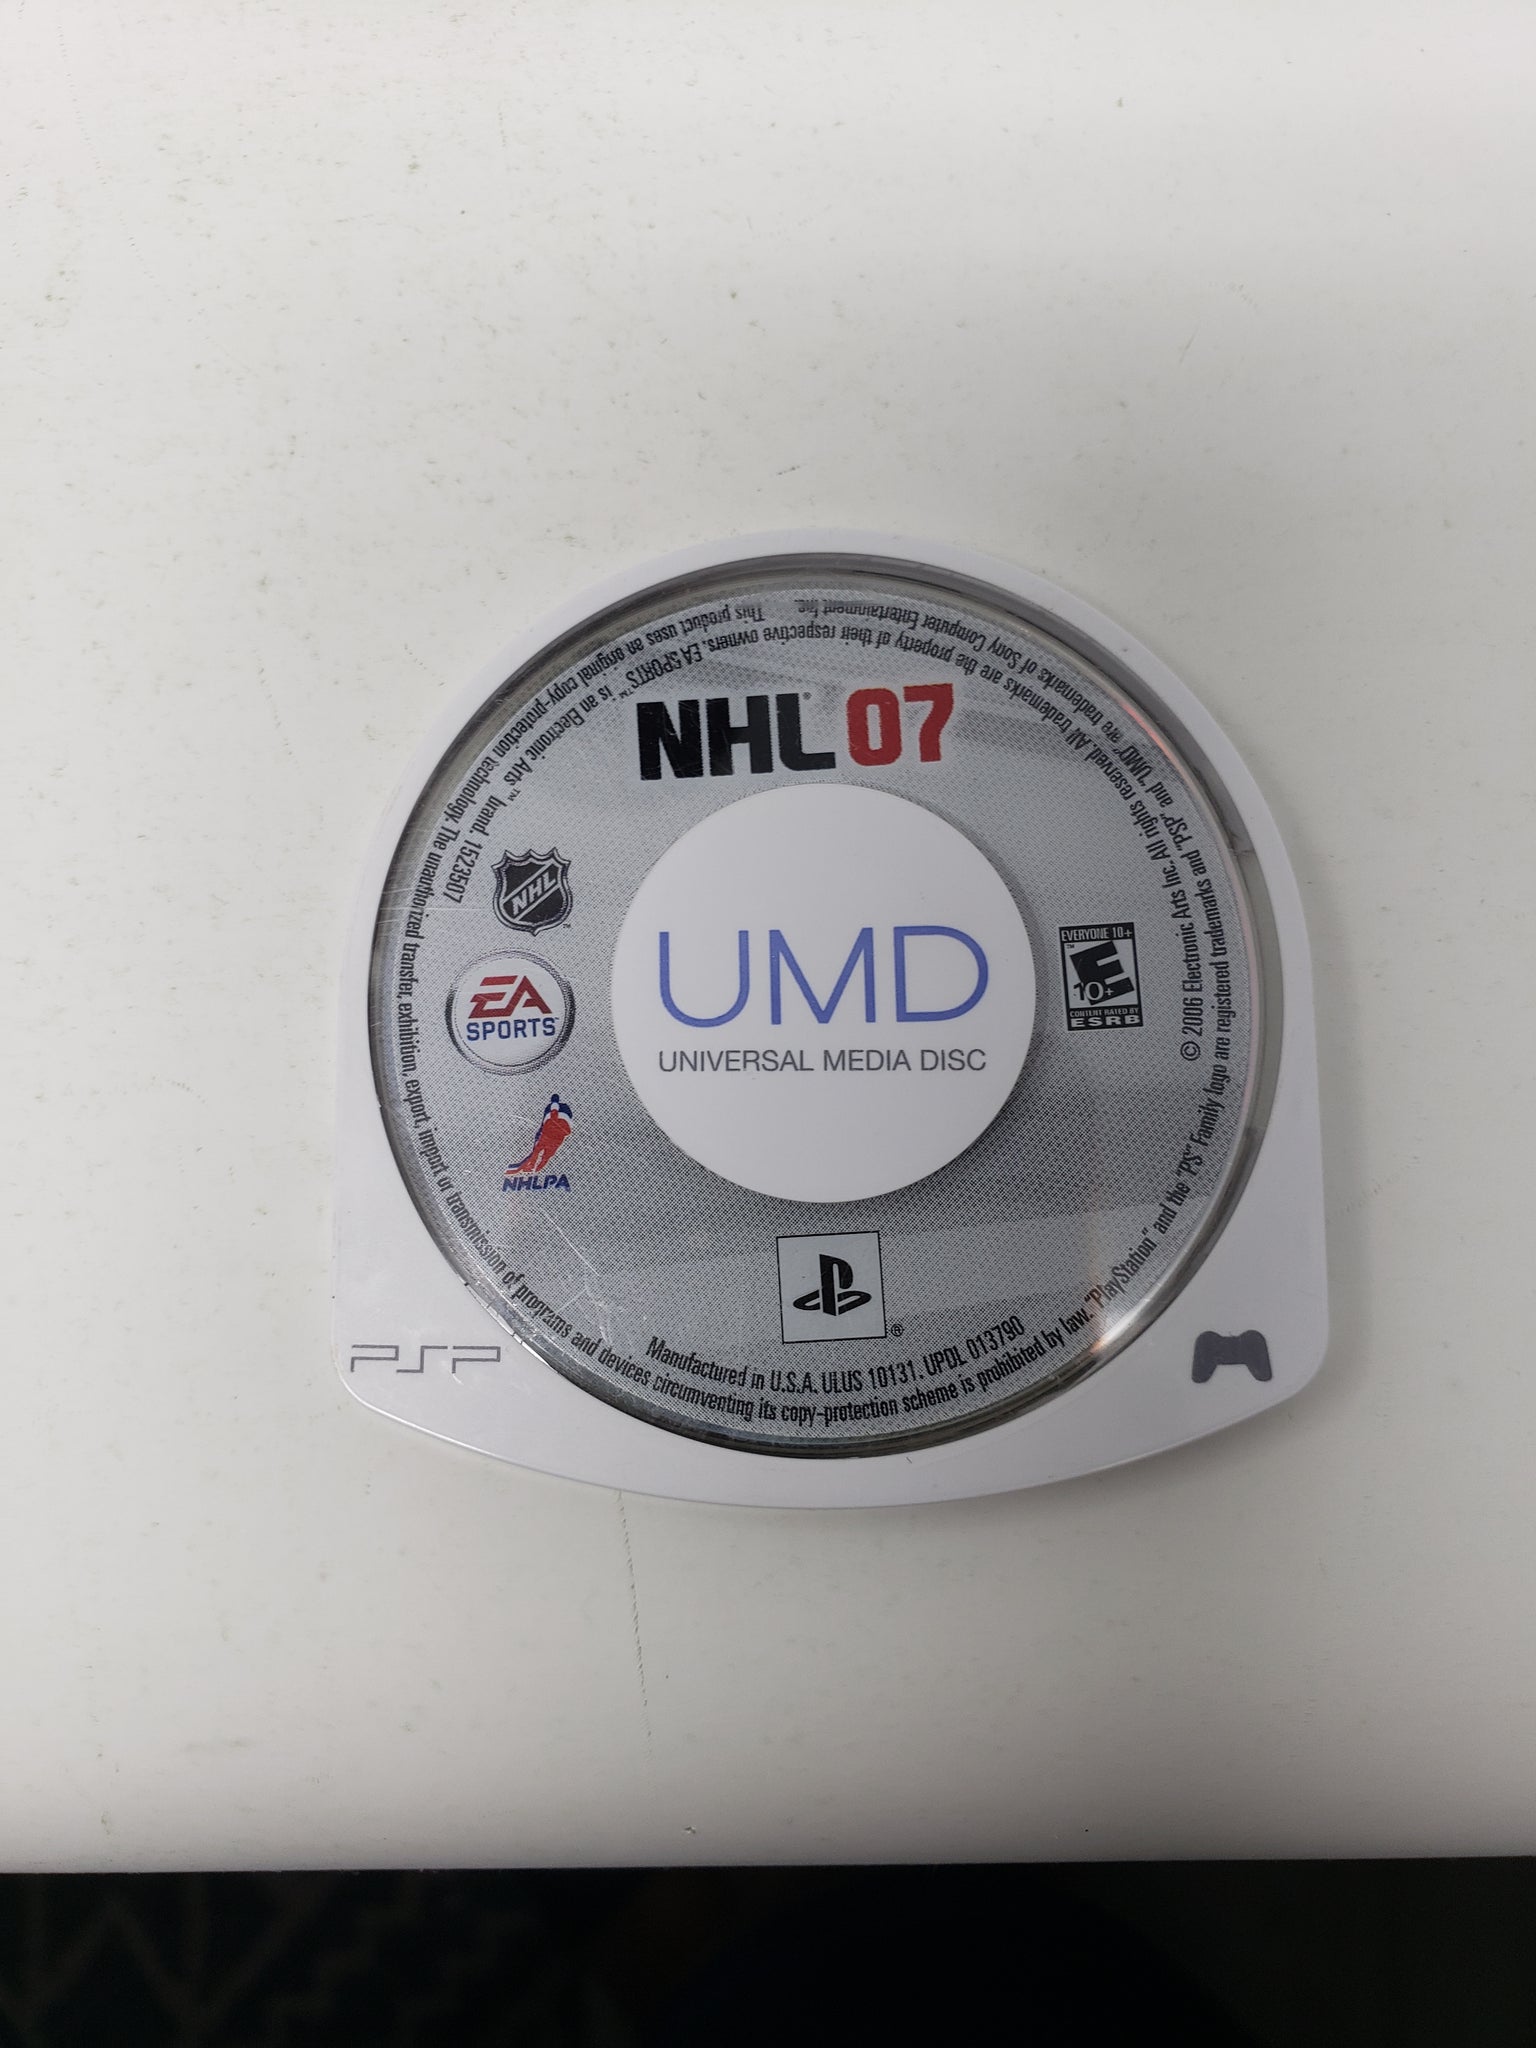 NHL® 07
NHL™
EA
SPORTS™
NHLPA
UMD
UNIVERSAL MEDIA DISC
EVERYONE 10+
E™
10+
CONTENT RATED BY
ESRB
®
PSP
© 2006 Electronic Arts Inc. All rights reserved. All trademarks are the property of their respective owners. EA SPORTS™ is an Electronic Arts™ brand. 1523507
This product uses an original copy-protection technology. The unauthorized transfer, exhibition, export, import or transmission of programs and devices circumventing its copy-protection scheme is prohibited by law. "PlayStation" and the "PS" Family logo are registered trademarks and "PSP" and "UMD" are trademarks of Sony Computer Entertainment Inc.
Manufactured in U.S.A. ULUS 10131. UPDL 013790